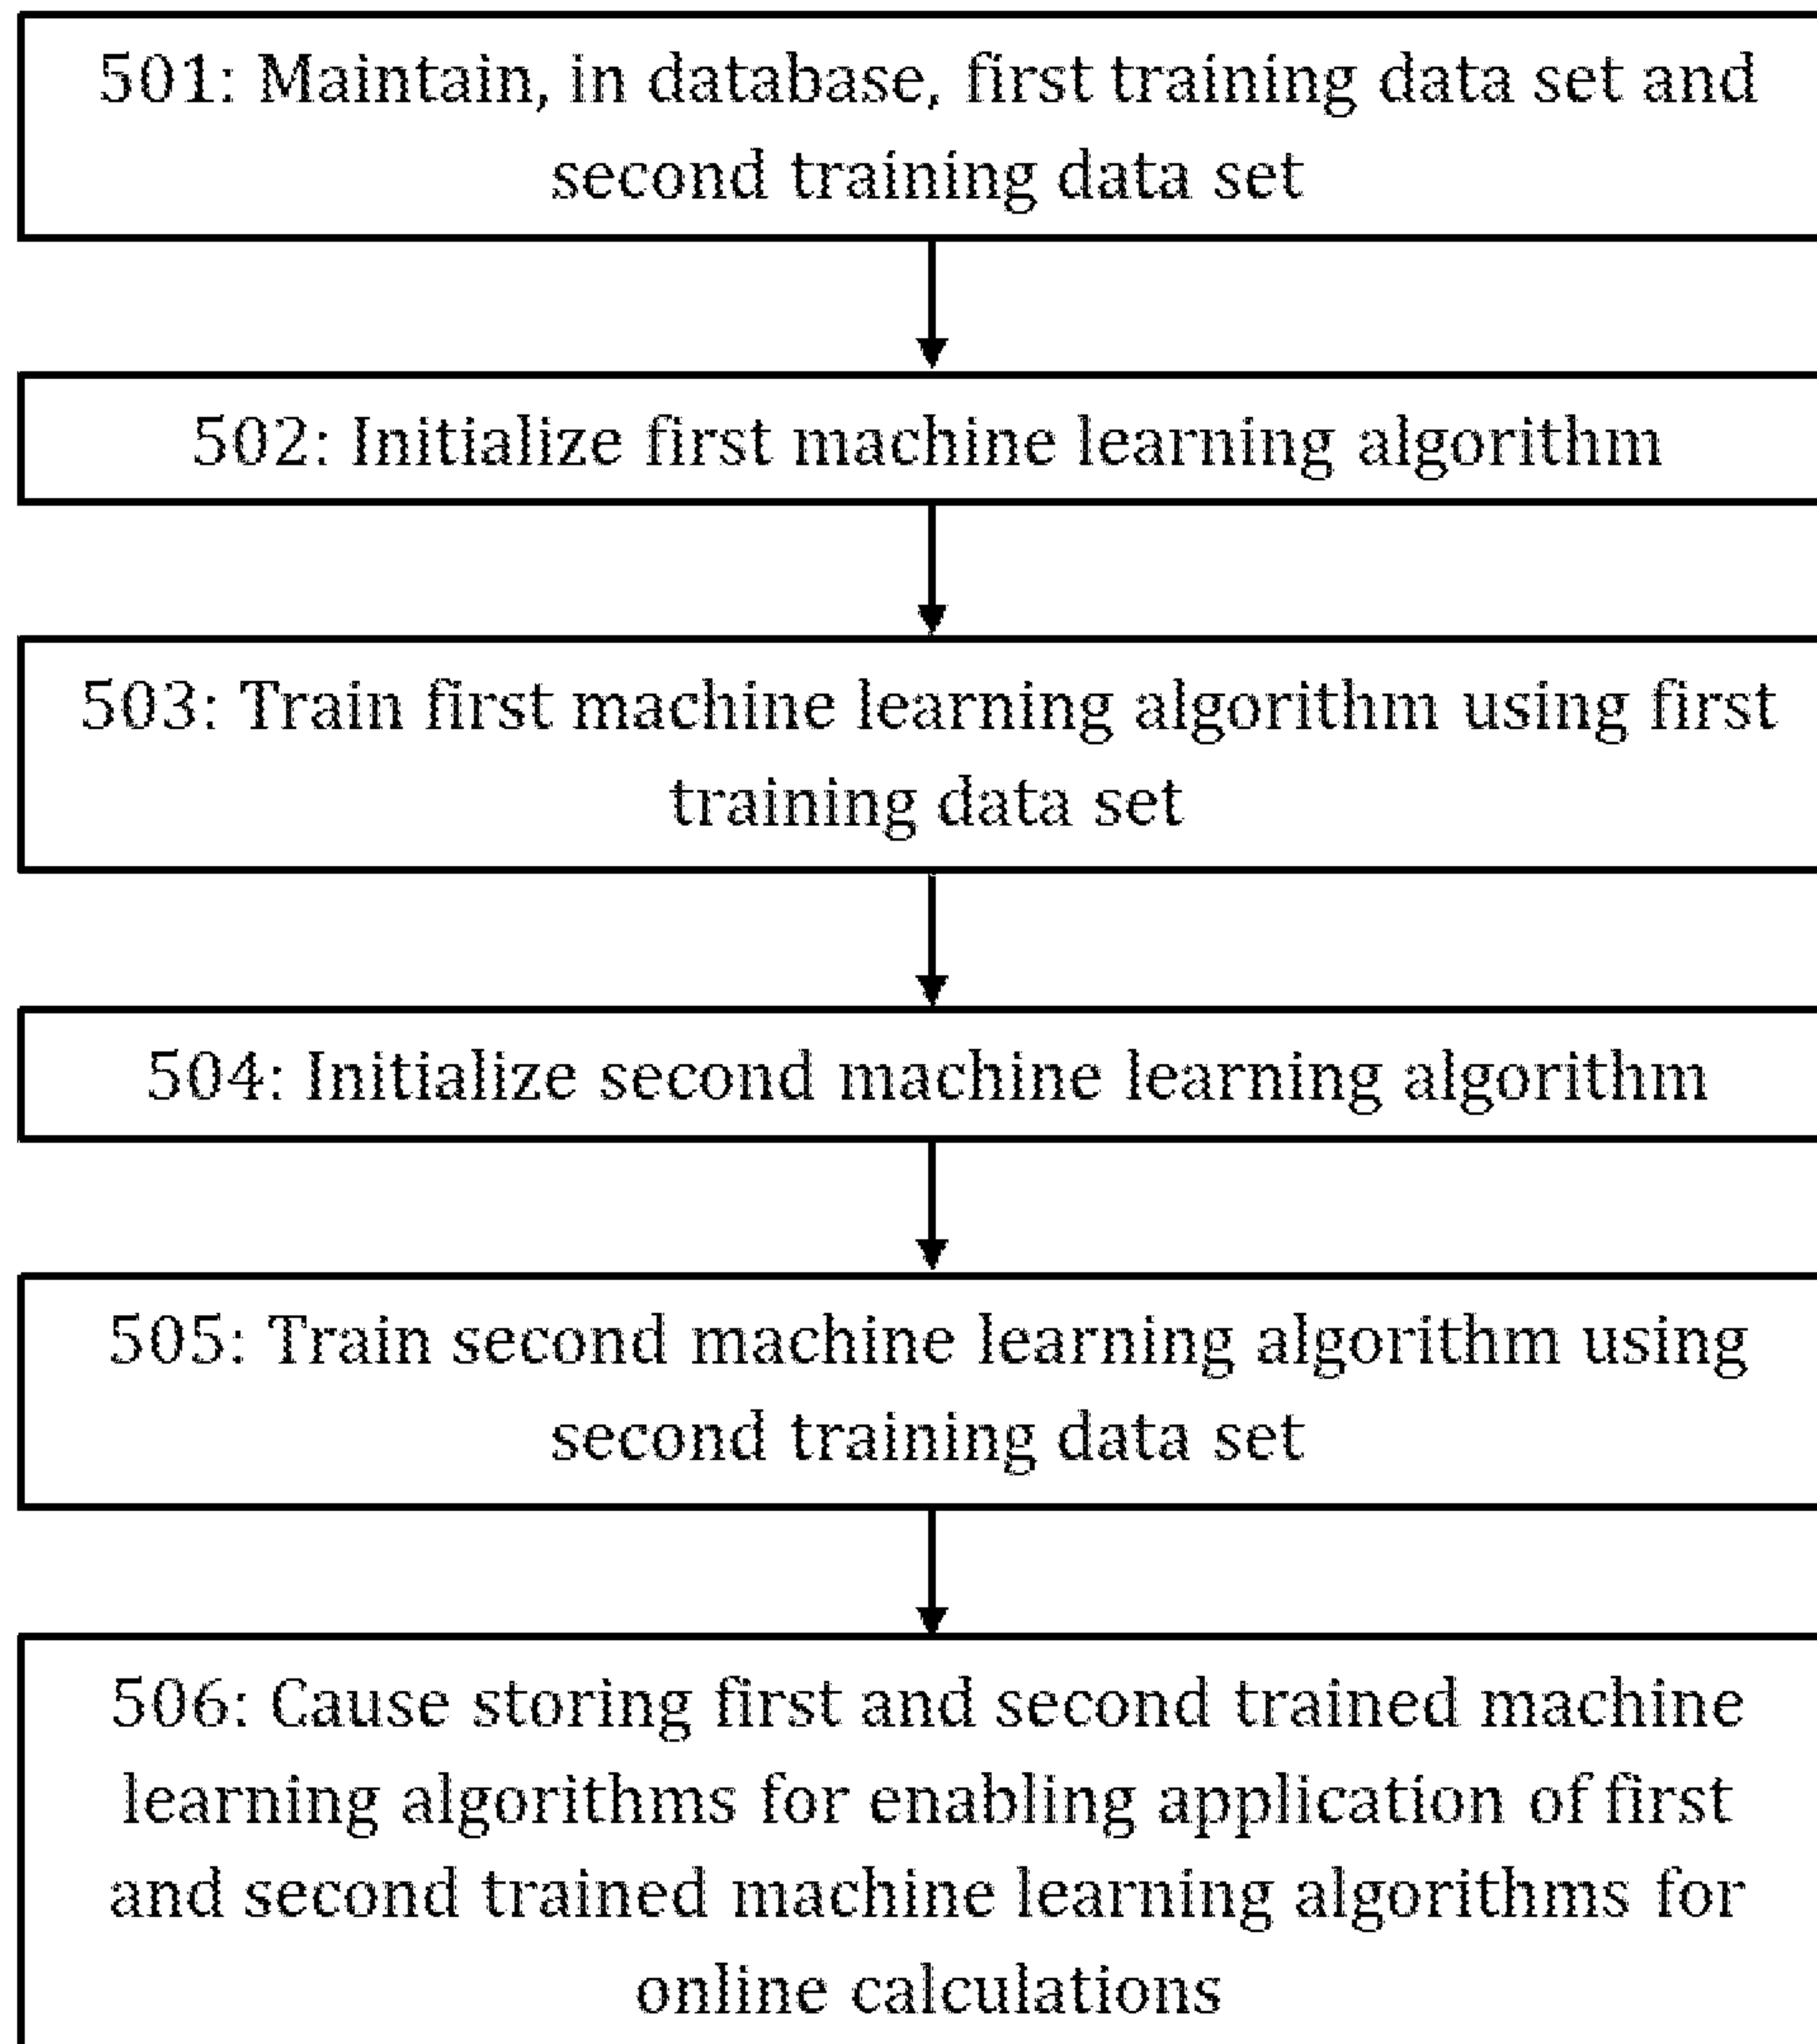 501: Maintain, in database, first training data set and
second training data set
502: Initialize first machine learning algorithm
503: Train first machine learning algorithm using first
training data set
504: Initialize second machine learning algorithm
505: Train second machine learning algorithm using
second training data set
506: Cause storing first and second trained machine
learning algorithms for enabling application of first
and second trained machine learning algorithms for
online calculations